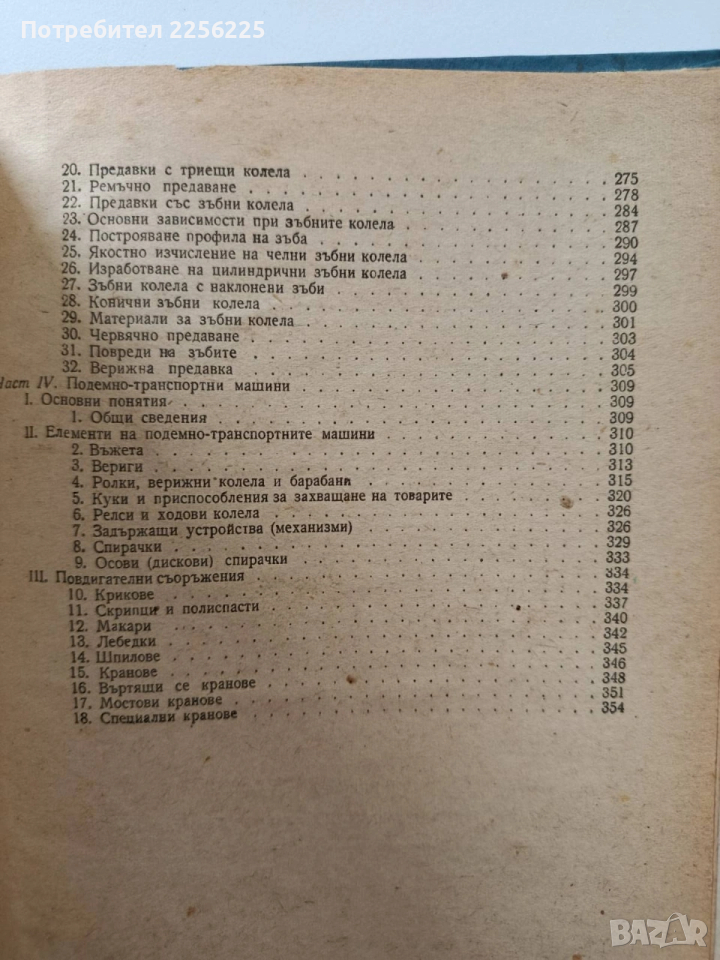 Потребител 2256225
20. Предавки с триещи колела 275
21. Ремъчно предаване 278
22. Предавки със зъбни колела 284
23. Основни зависимости при зъбните колела 287
24. Построяване профила на зъба 290
25. Якостно изчисление на челни зъбни колела 294
26. Изработване на цилиндрични зъбни колела 297
27. Зъбни колела с наклоневи зъби 299
28. Конични зъбни колела 300
29. Материали за зъбни колела 301
30. Червячно предаване 303
31. Повреди на зъбите 304
32. Верижна предавка 305
Част IV. Подемно-транспортни машини 309
I. Основни понятия 309
1. Общи сведения 309
II. Елементи на подемно-транспортните машини 310
2. Въжета 310
3. Вериги 313
4. Ролки, верижни колела и барабани 315
5. Куки и приспособления за захващане на товарите 320
6. Релси и ходови колела 326
7. Задържащи устройства (механизми) 326
8. Спирачки 329
9. Осови (дискови) спирачки 333
III. Повдигателни съоръжения 334
10. Крикове 334
11. Скрипци и полиспасти 337
12. Макари 340
13. Лебедки 342
14. Шпилове 345
15. Кранове 346
16. Въртящи се кранове 348
17. Мостови кранове 351
18. Специални кранове 354
BAZAR